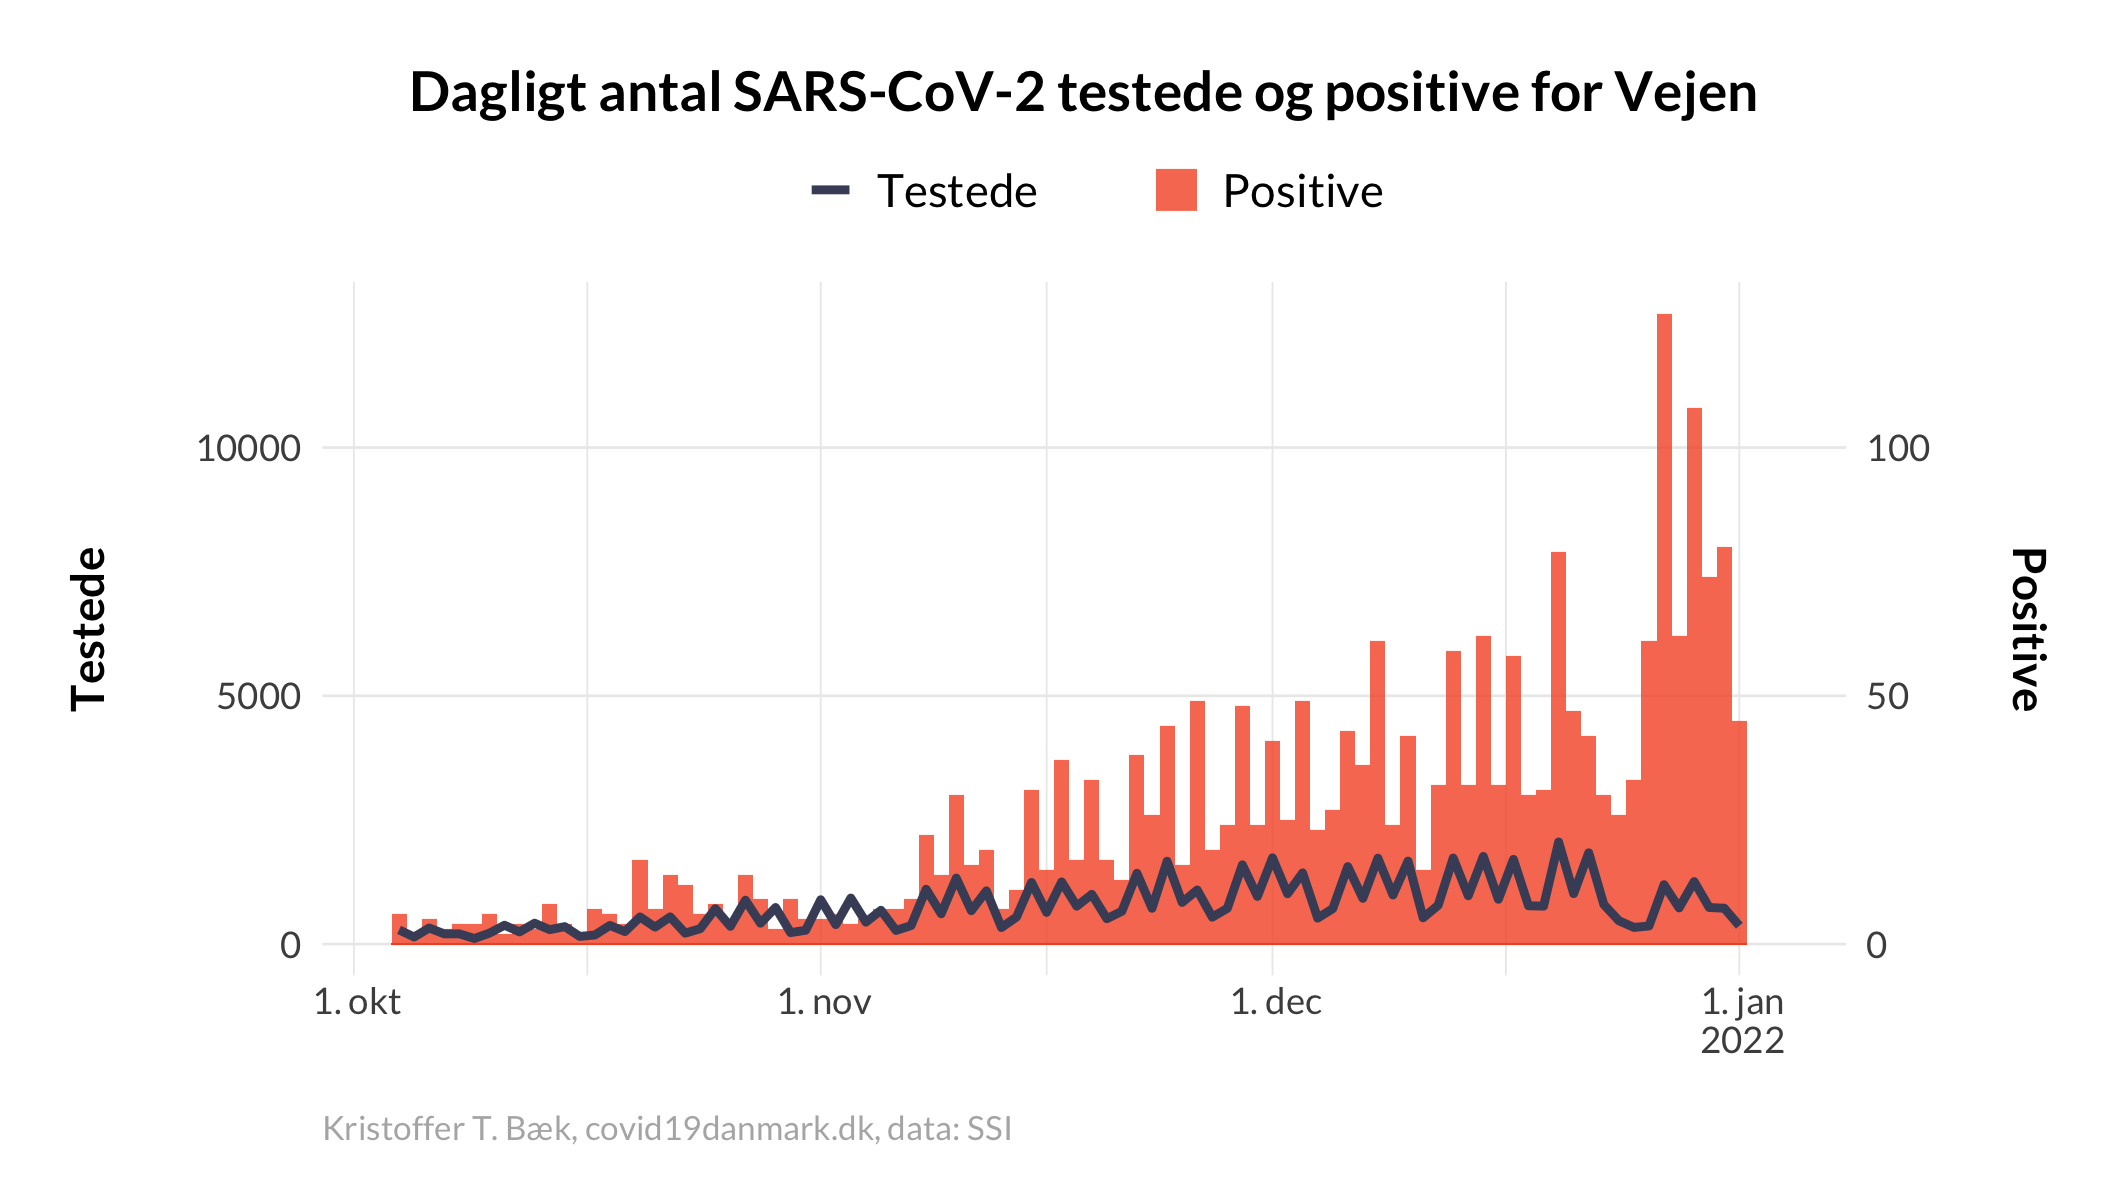 Dagligt antal SARS-CoV-2 testede og positive for Vejen
Testede
Positive
10000
5000
0
100
50
0
Testede
Positive
1. okt
1. nov
1. dec
1. jan
2022
Kristoffer T. Bæk, covid19danmark.dk, data: SSI